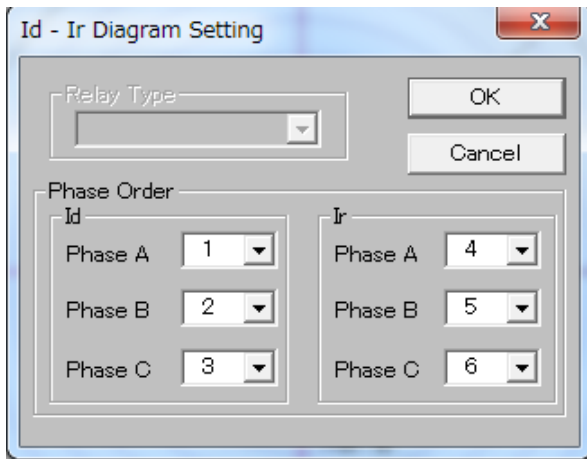 Id - Ir Diagram Setting
Relay Type
OK
Cancel
Phase Order
Id
Phase A 1
Phase B 2
Phase C 3
Ir
Phase A 4
Phase B 5
Phase C 6